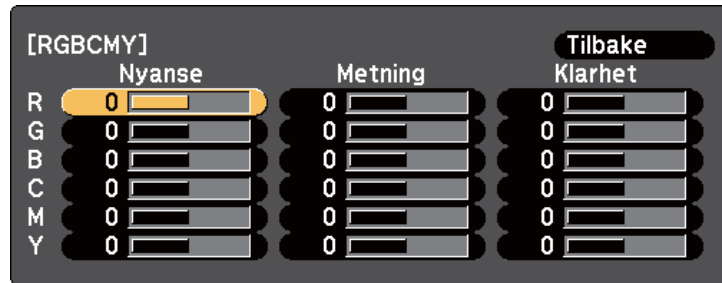 [RGBCMY] Tilbake
Nyanse Metning Klarhet
R 0 0 0
G 0 0 0
B 0 0 0
C 0 0 0
M 0 0 0
Y 0 0 0